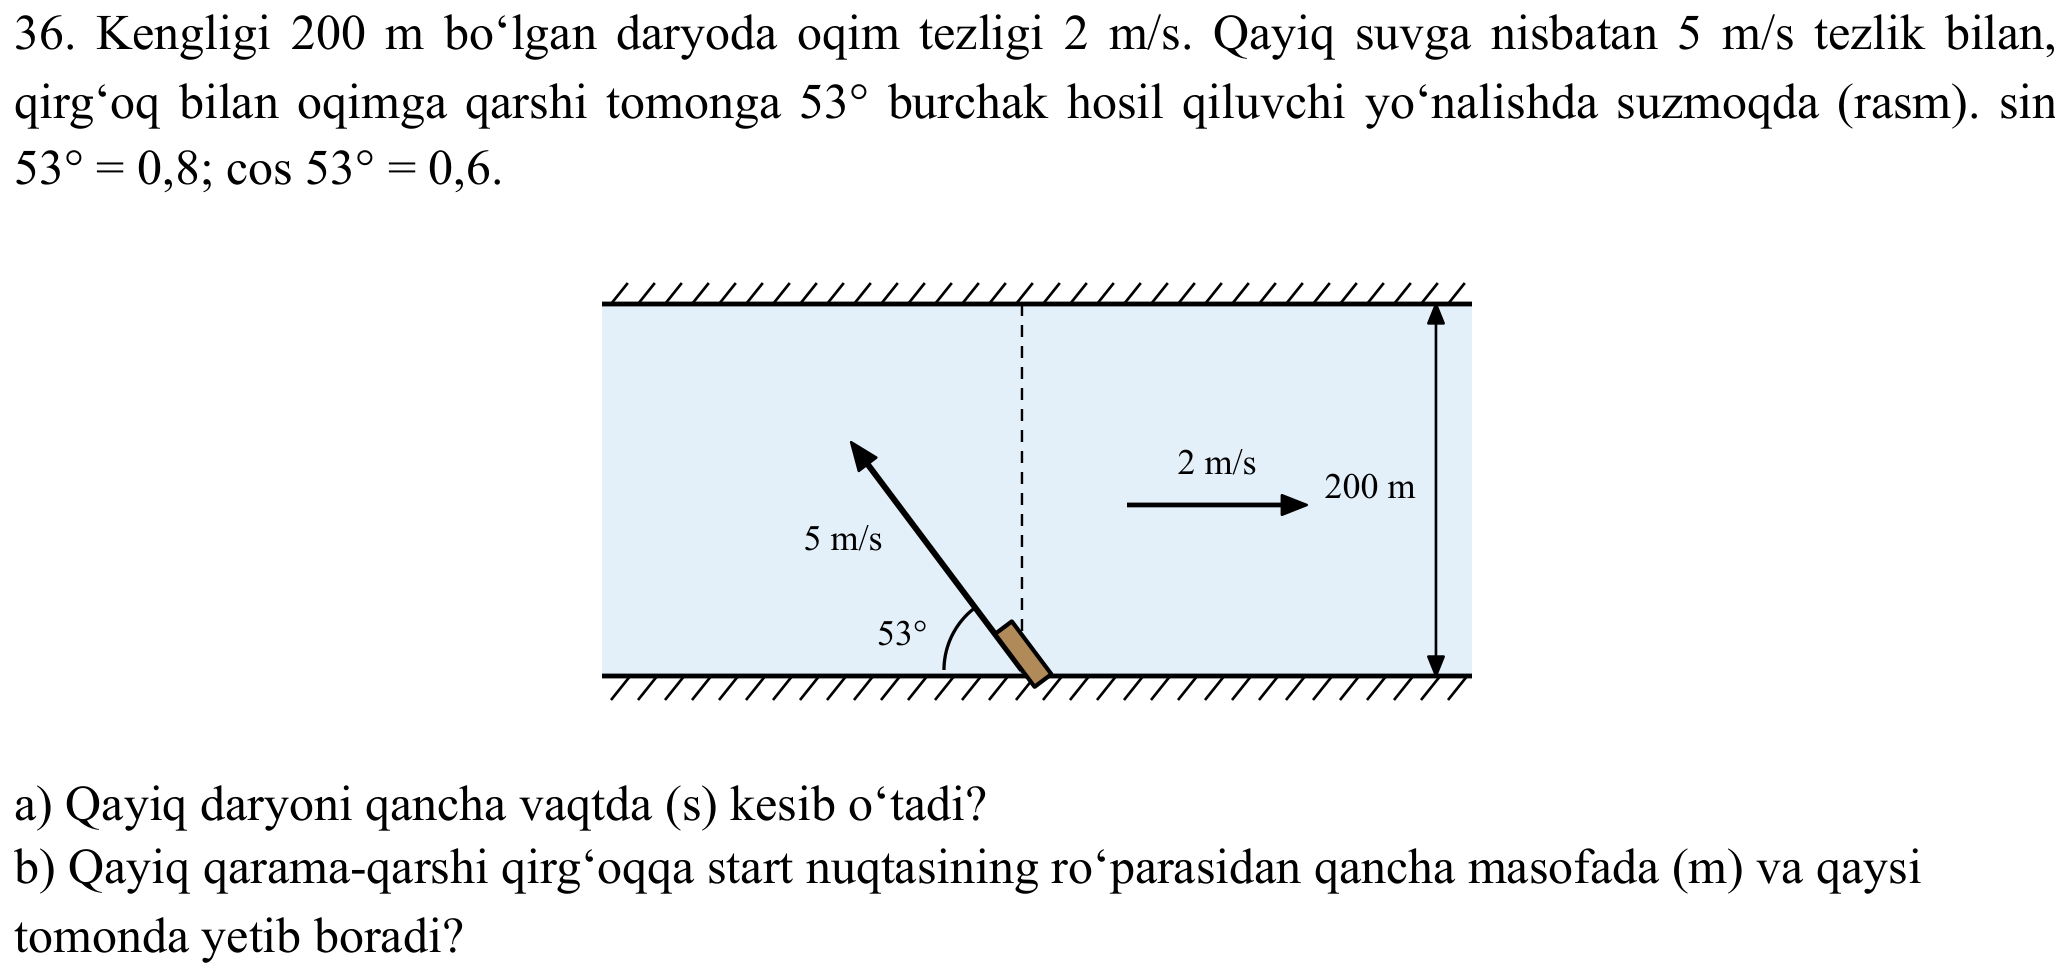 36. Kengligi 200 m bo‘lgan daryoda oqim tezligi 2 m/s. Qayiq suvga nisbatan 5 m/s tezlik bilan,
qirg‘oq bilan oqimga qarshi tomonga 53° burchak hosil qiluvchi yo‘nalishda suzmoqda (rasm). sin
53° = 0,8; cos 53° = 0,6.
2 m/s
200 m
5 m/s
53°
a) Qayiq daryoni qancha vaqtda (s) kesib o‘tadi?
b) Qayiq qarama-qarshi qirg‘oqqa start nuqtasining ro‘parasidan qancha masofada (m) va qaysi
tomonda yetib boradi?